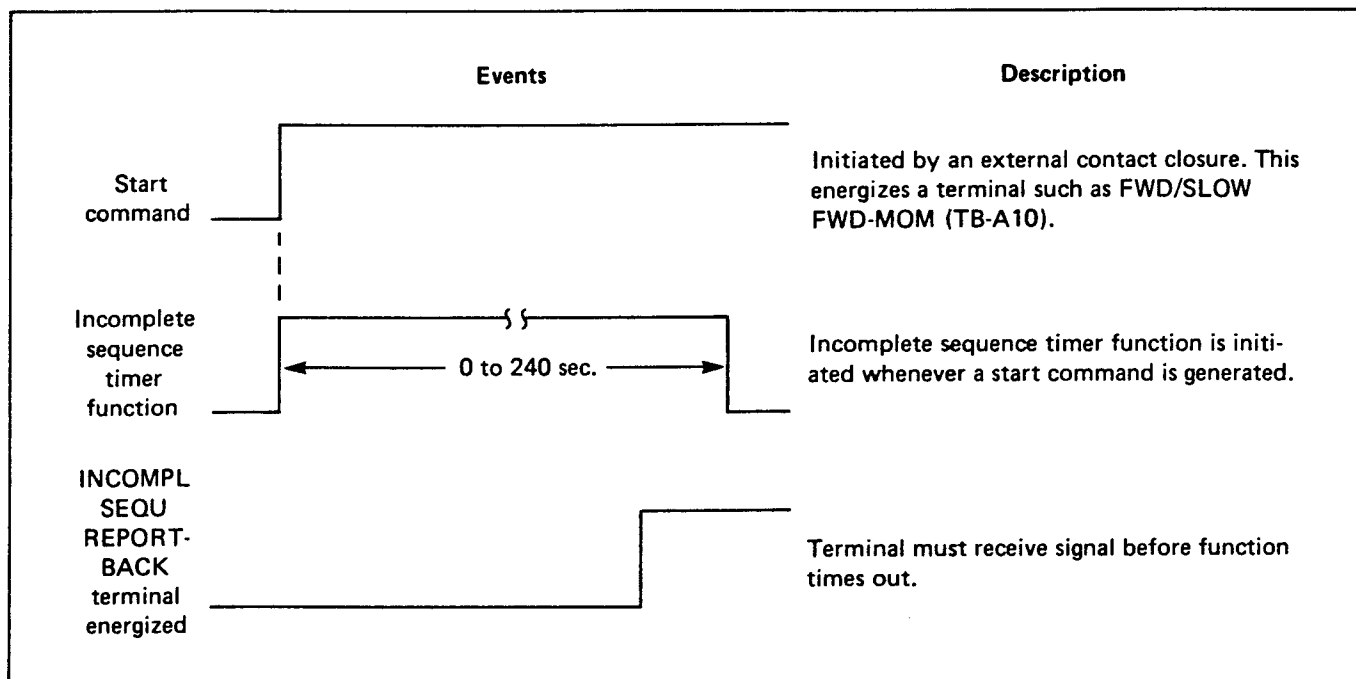 Events
Description
Start
command
Initiated by an external contact closure. This
energizes a terminal such as FWD/SLOW
FWD-MOM (TB-A10).
Incomplete
sequence
timer
function
0 to 240 sec.
Incomplete sequence timer function is initi-
ated whenever a start command is generated.
INCOMPL
SEQU
REPORT-
BACK
terminal
energized
Terminal must receive signal before function
times out.